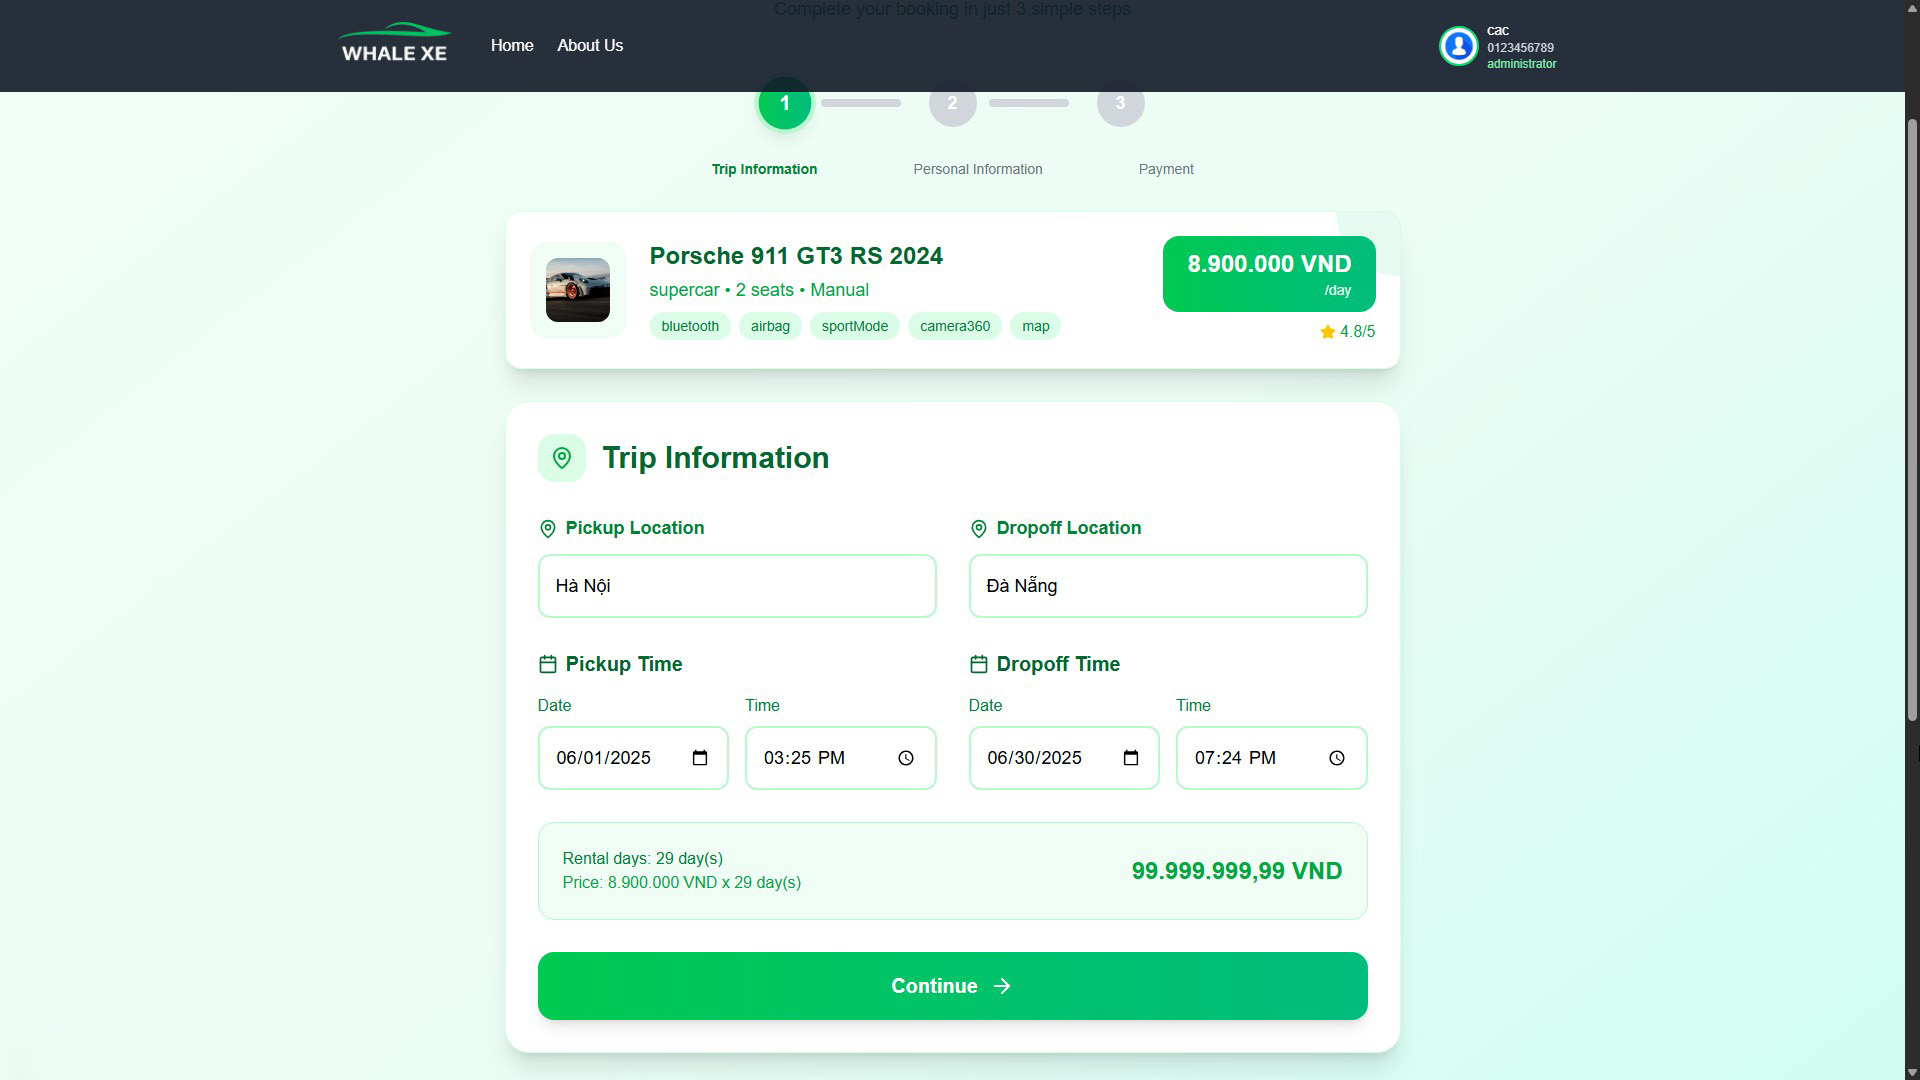 Complete your booking in just 3 simple steps
WHALE XE
Home
About Us
cac
0123456789
administrator
1
2
3
Trip Information
Personal Information
Payment
Porsche 911 GT3 RS 2024
supercar • 2 seats • Manual
bluetooth
airbag
sportMode
camera360
map
8.900.000 VND
/day
4.8/5
Trip Information
Pickup Location
Dropoff Location
Hà Nội
Đà Nẵng
Pickup Time
Dropoff Time
Date
Time
Date
Time
06/01/2025
03:25 PM
06/30/2025
07:24 PM
Rental days: 29 day(s)
Price: 8.900.000 VND x 29 day(s)
99.999.999,99 VND
Continue